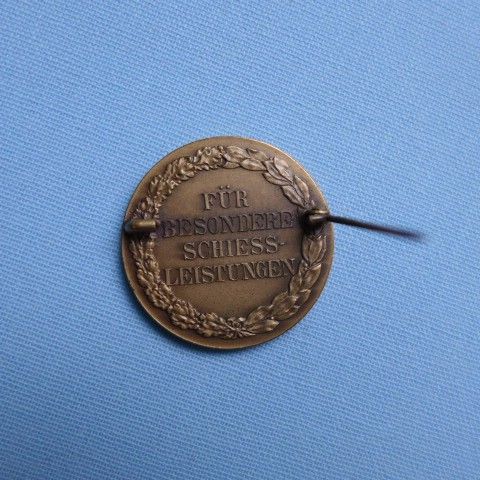 FÜR
BESONDERE
SCHIESS-
LEISTUNGEN